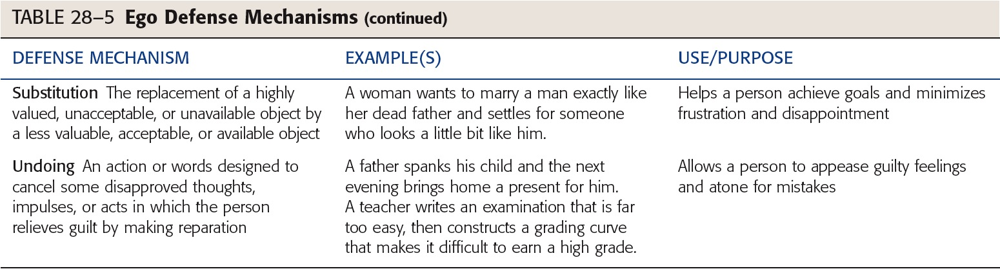 TABLE 28–5 Ego Defense Mechanisms (continued)
DEFENSE MECHANISM EXAMPLE(S) USE/PURPOSE
Substitution The replacement of a highly
valued, unacceptable, or unavailable object by
a less valuable, acceptable, or available object
A woman wants to marry a man exactly like
her dead father and settles for someone
who looks a little bit like him.
Helps a person achieve goals and minimizes
frustration and disappointment
Undoing An action or words designed to
cancel some disapproved thoughts,
impulses, or acts in which the person
relieves guilt by making reparation
A father spanks his child and the next
evening brings home a present for him.
A teacher writes an examination that is far
too easy, then constructs a grading curve
that makes it difficult to earn a high grade.
Allows a person to appease guilty feelings
and atone for mistakes